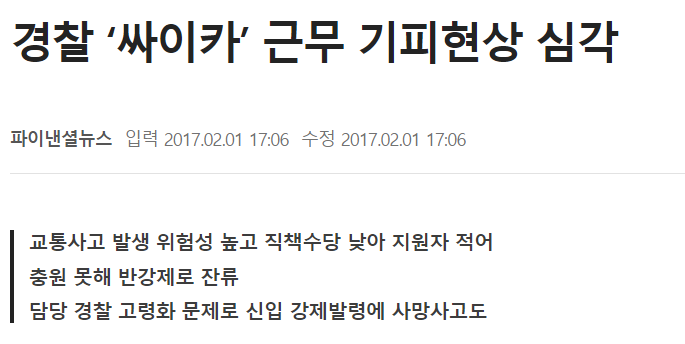 경찰 ‘싸이카’ 근무 기피현상 심각
파이낸셜뉴스 입력 2017.02.01 17:06 수정 2017.02.01 17:06
교통사고 발생 위험성 높고 직책수당 낮아 지원자 적어
충원 못해 반강제로 잔류
담당 경찰 고령화 문제로 신입 강제발령에 사망사고도